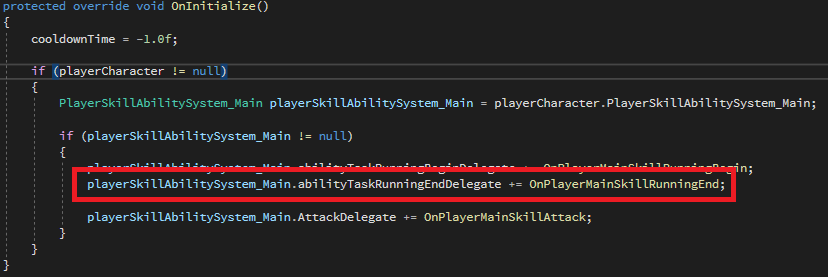 protected override void OnInitialize()
{
cooldownTime = -1.0f;
if (playerCharacter != null)
{
PlayerSkillAbilitySystem_Main playerSkillAbilitySystem_Main = playerCharacter.PlayerSkillAbilitySystem_Main;
if (playerSkillAbilitySystem_Main != null)
{
playerSkillAbilitySystem_Main.abilityTaskRunningBeginDelegate += OnPlayerMainSkillRunningBegin;
playerSkillAbilitySystem_Main.abilityTaskRunningEndDelegate += OnPlayerMainSkillRunningEnd;
playerSkillAbilitySystem_Main.AttackDelegate += OnPlayerMainSkillAttack;
}
}
}